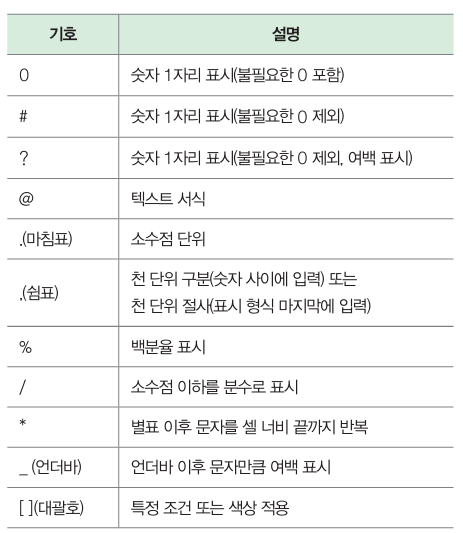 기호 설명
0 숫자 1자리 표시(불필요한 0 포함)
# 숫자 1자리 표시(불필요한 0 제외)
? 숫자 1자리 표시(불필요한 0 제외, 여백 표시)
@ 텍스트 서식
.(마침표) 소수점 단위
,(쉼표) 천 단위 구분(숫자 사이에 입력) 또는
천 단위 절사(표시 형식 마지막에 입력)
% 백분율 표시
/ 소수점 이하를 분수로 표시
* 별표 이후 문자를 셀 너비 끝까지 반복
_ (언더바) 언더바 이후 문자만큼 여백 표시
[ ](대괄호) 특정 조건 또는 색상 적용